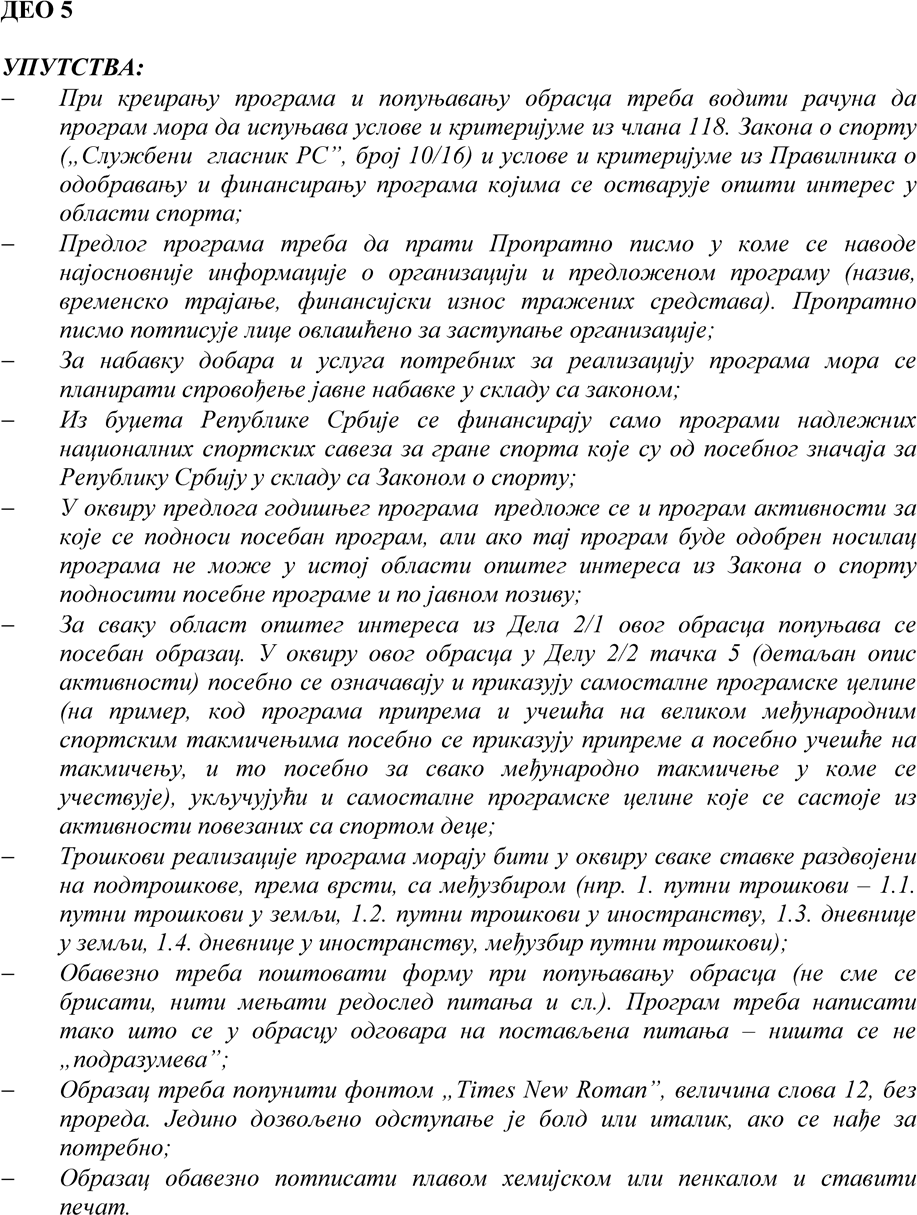 ДЕО 5
УПУТСТВА:
– При креирању програма и попуњавању обрасца треба водити рачуна да
програм мора да испуњава услове и критеријуме из члана 118. Закона о спорту
(„Службени гласник РС”, број 10/16) и услове и критеријуме из Правилника о
одобравању и финансирању програма којима се остварује општи интерес у
области спорта;
– Предлог програма треба да прати Пропратно писмо у коме се наводе
најосновније информације о организацији и предложеном програму (назив,
временско трајање, финансијски износ тражених средстава). Пропратно
писмо потписује лице овлашћено за заступање организације;
– За набавку добара и услуга потребних за реализацију програма мора се
планирати спровођење јавне набавке у складу са законом;
– Из буџета Републике Србије се финансирају само програми надлежних
националних спортских савеза за гране спорта које су од посебног значаја за
Републику Србију у складу са Законом о спорту;
– У оквиру предлога годишњег програма предложе се и програм активности за
које се подноси посебан програм, али ако тај програм буде одобрен носилац
програма не може у истој области општег интереса из Закона о спорту
подносити посебне програме и по јавном позиву;
– За сваку област општег интереса из Дела 2/1 овог обрасца попуњава се
посебан образац. У оквиру овог обрасца у Делу 2/2 тачка 5 (детаљан опис
активности) посебно се означавају и приказују самосталне програмске целине
(на пример, код програма припрема и учешћа на великом међународним
спортским такмичењима посебно се приказују припреме а посебно учешће на
такмичењу, и то посебно за свако међународно такмичење у коме се
учествује), укључујући и самосталне програмске целине које се састоје из
активности повезаних са спортом деце;
– Трошкови реализације програма морају бити у оквиру сваке ставке раздвојени
на подтрошкове, према врсти, са међузбиром (нпр. 1. путни трошкови – 1.1.
путни трошкови у земљи, 1.2. путни трошкови у иностранству, 1.3. дневнице
у земљи, 1.4. дневнице у иностранству, међузбир путни трошкови);
– Обавезно треба поштовати форму при попуњавању обрасца (не сме се
брисати, нити мењати редослед питања и сл.). Програм треба написати
тако што се у обрасцу одговара на постављена питања – ништа се не
„подразумева”;
– Образац треба попунити фонтом „Times New Roman”, величина слова 12, без
прореда. Једино дозвољено одступање је болд или италик, ако се нађе за
потребно;
– Образац обавезно потписати плавом хемијском или пенкалом и ставити
печат.